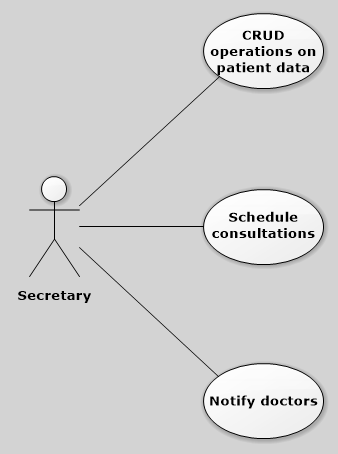 CRUD
operations on
patient data
Schedule
consultations
Secretary
Notify doctors